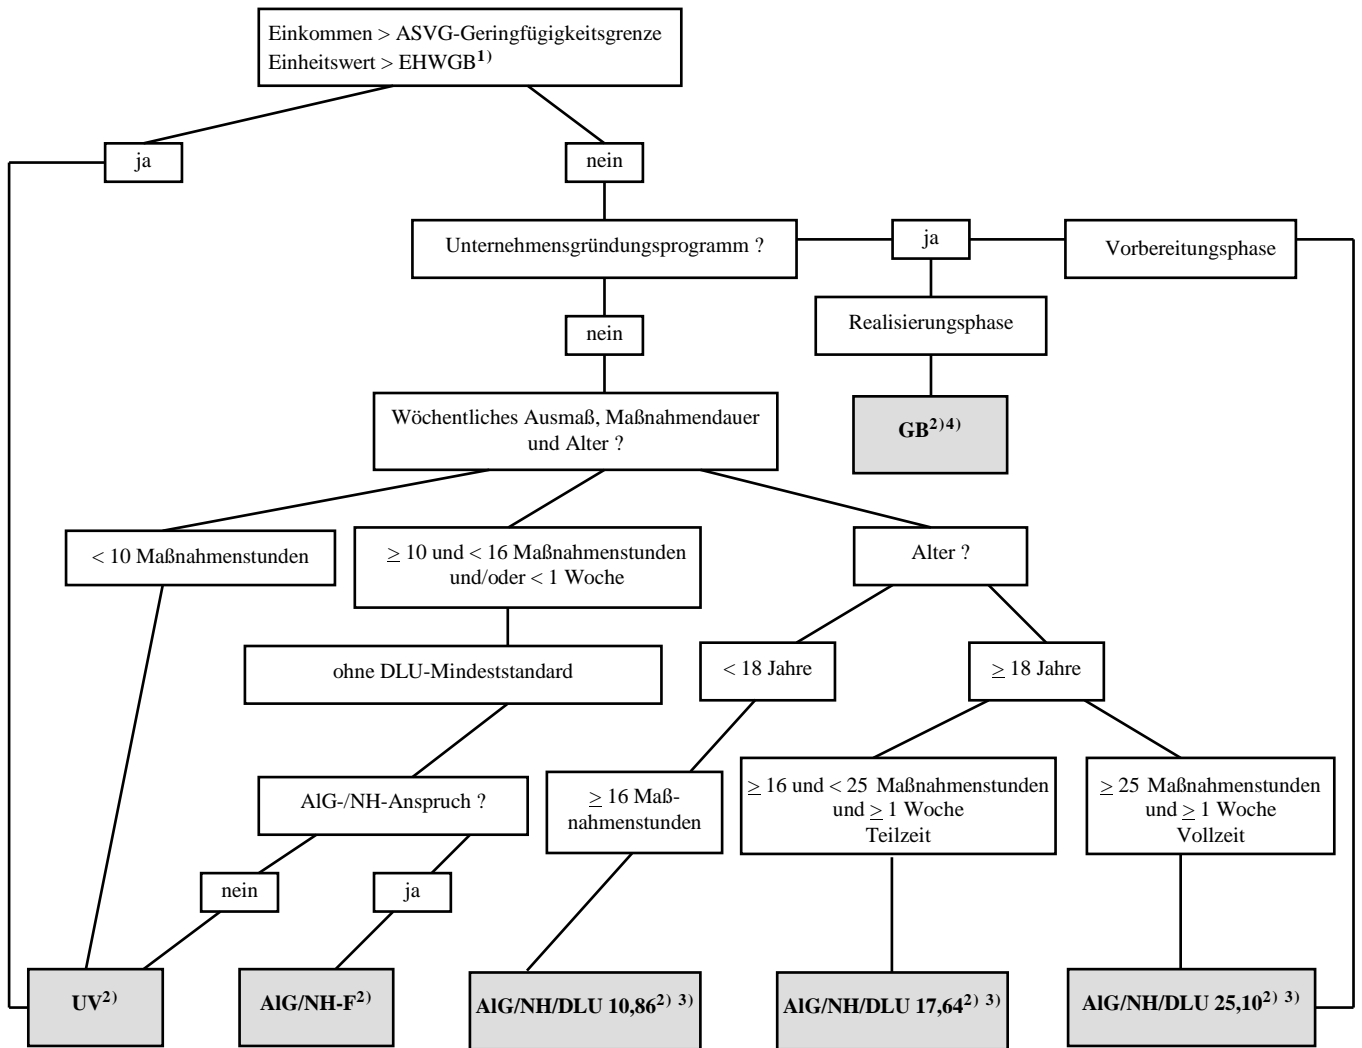 Einkommen > ASVG-Geringfügigkeitsgrenze
Einheitswert > EHWGB1)
ja
nein
Unternehmensgründungsprogramm ?
ja
Vorbereitungsphase
Realisierungsphase
nein
GB2)4)
Wöchentliches Ausmaß, Maßnahmendauer
und Alter ?
< 10 Maßnahmenstunden
≥ 10 und < 16 Maßnahmenstunden
und/oder < 1 Woche
Alter ?
ohne DLU-Mindeststandard
< 18 Jahre
≥ 18 Jahre
AlG-/NH-Anspruch ?
≥ 16 Maß-
nahmenstunden
≥ 16 und < 25 Maßnahmenstunden
und ≥ 1 Woche
Teilzeit
≥ 25 Maßnahmenstunden
und ≥ 1 Woche
Vollzeit
nein
ja
UV2)
AlG/NH-F2)
AlG/NH/DLU 10,862) 3)
AlG/NH/DLU 17,642) 3)
AlG/NH/DLU 25,102) 3)